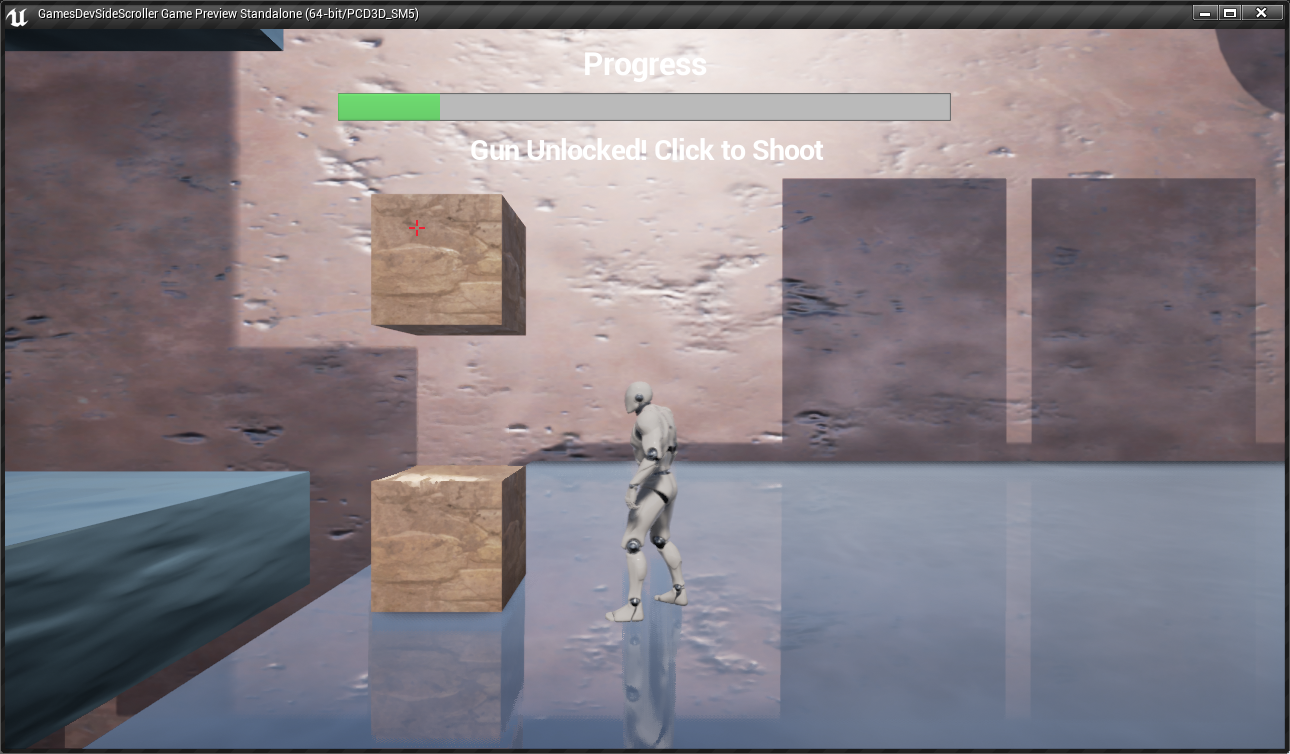 GamesDevSideScroller Game Preview Standalone (64-bit/PCD3D_SM5)
Progress
Gun Unlocked! Click to Shoot